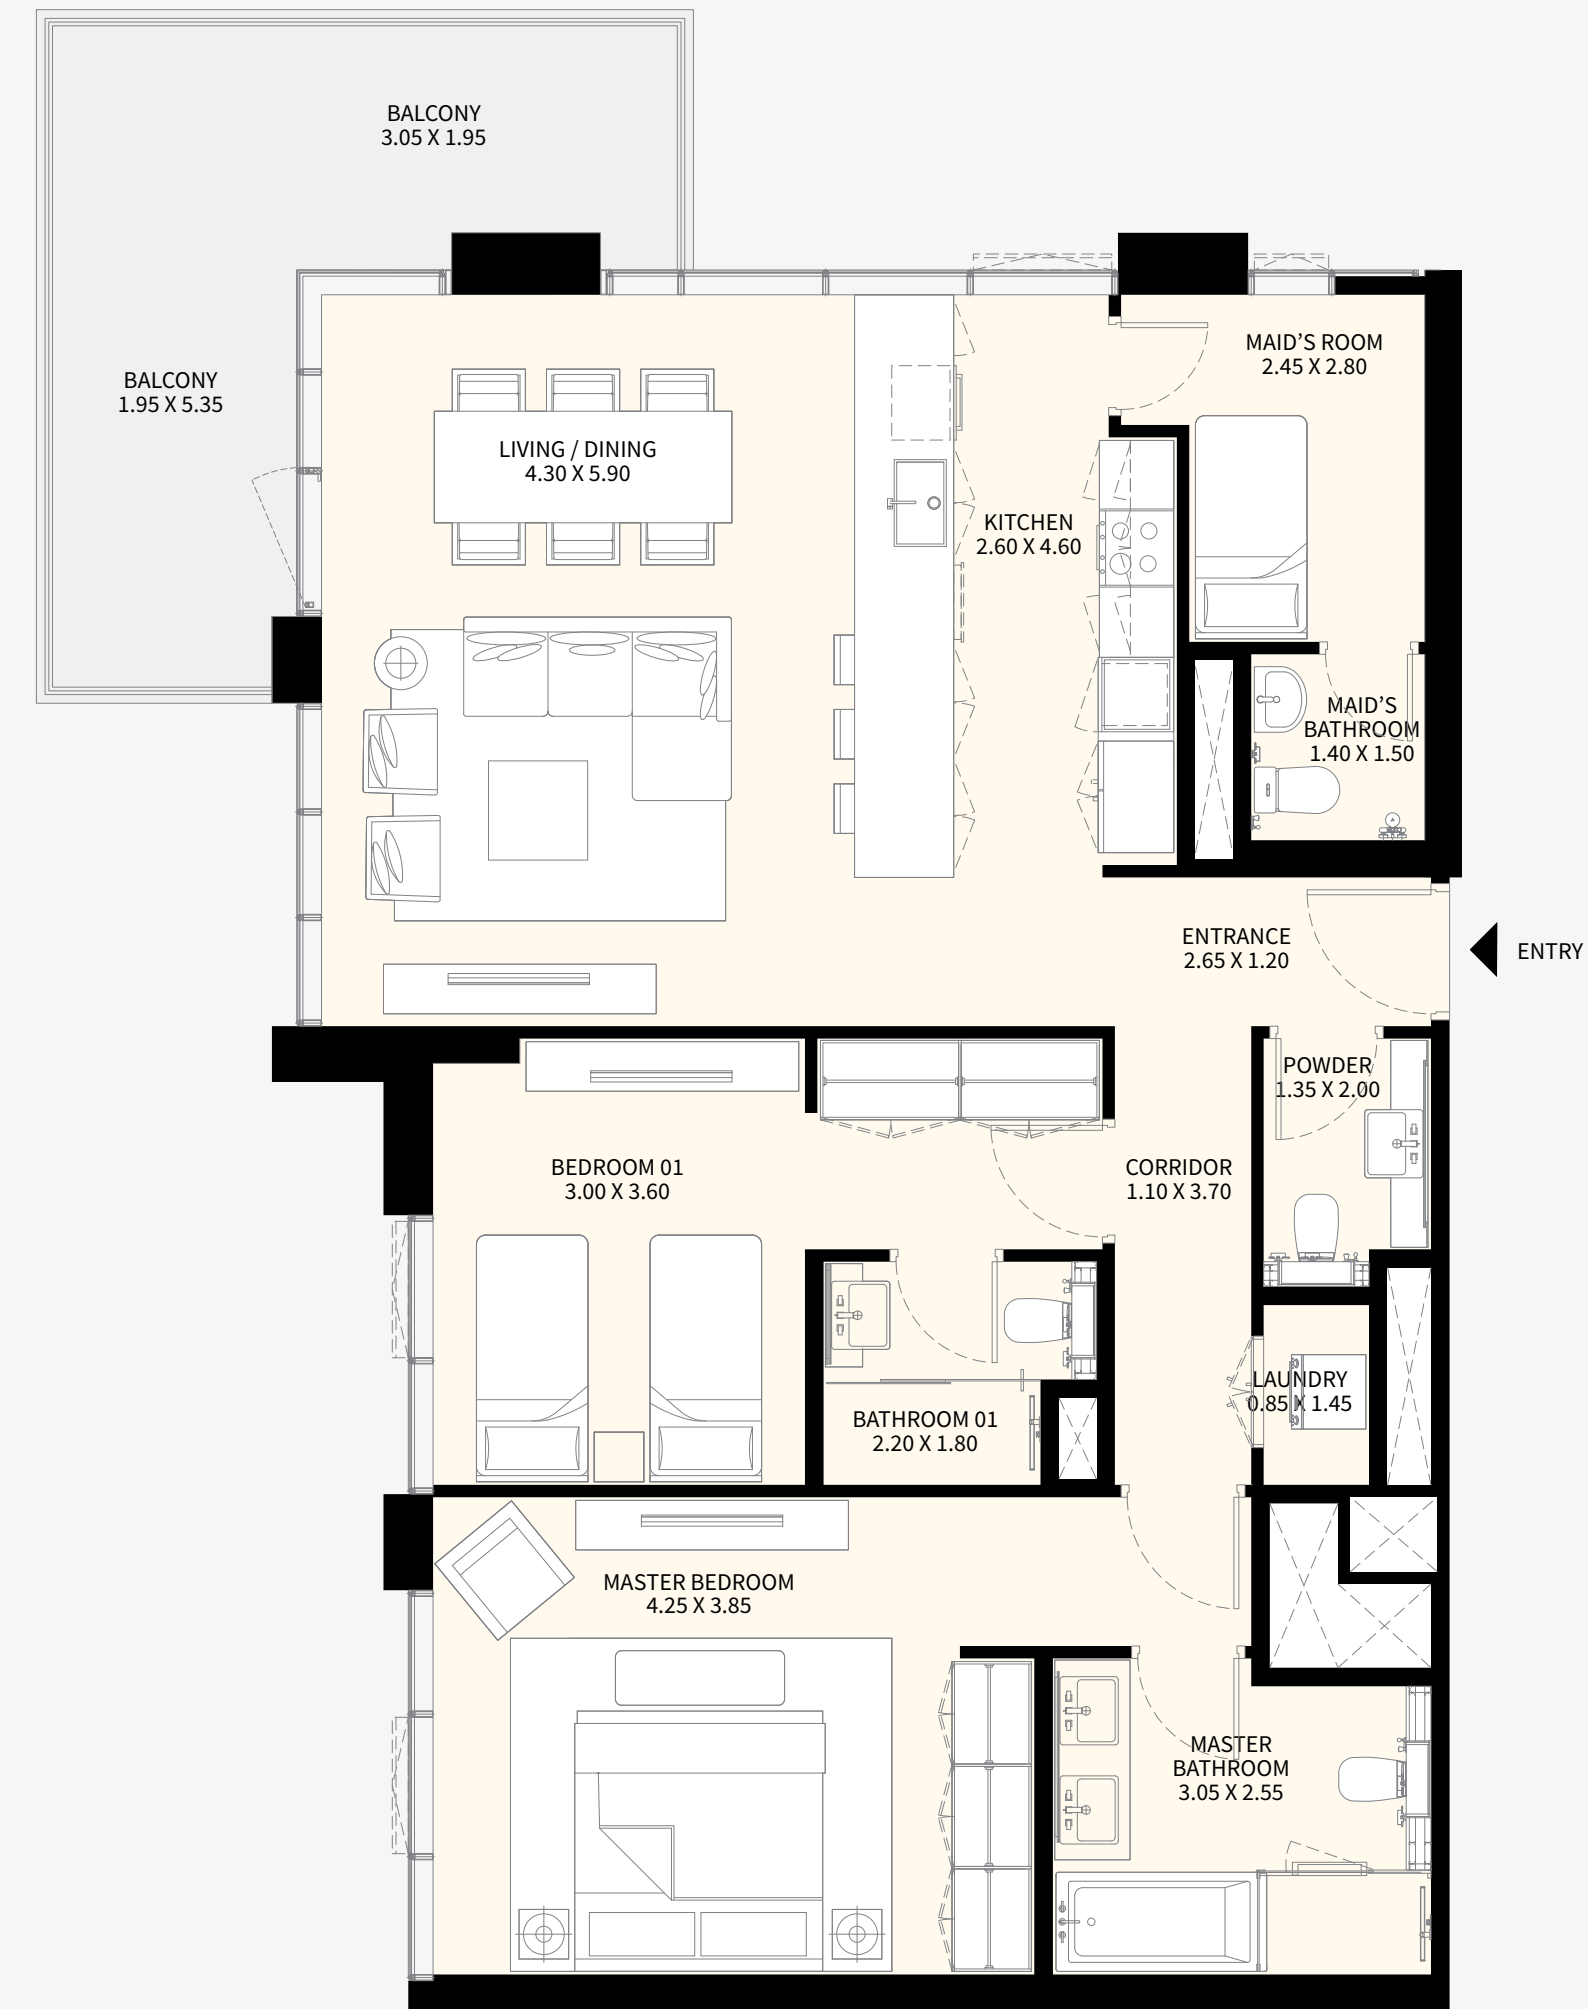 BALCONY
3.05 X 1.95
BALCONY
1.95 X 5.35
MAID’S ROOM
2.45 X 2.80
LIVING / DINING
4.30 X 5.90
KITCHEN
2.60 X 4.60
MAID’S
BATHROOM
1.40 X 1.50
ENTRANCE
2.65 X 1.20
ENTRY
POWDER
1.35 X 2.00
BEDROOM 01
3.00 X 3.60
CORRIDOR
1.10 X 3.70
LAUNDRY
0.85 X 1.45
BATHROOM 01
2.20 X 1.80
MASTER BEDROOM
4.25 X 3.85
MASTER
BATHROOM
3.05 X 2.55